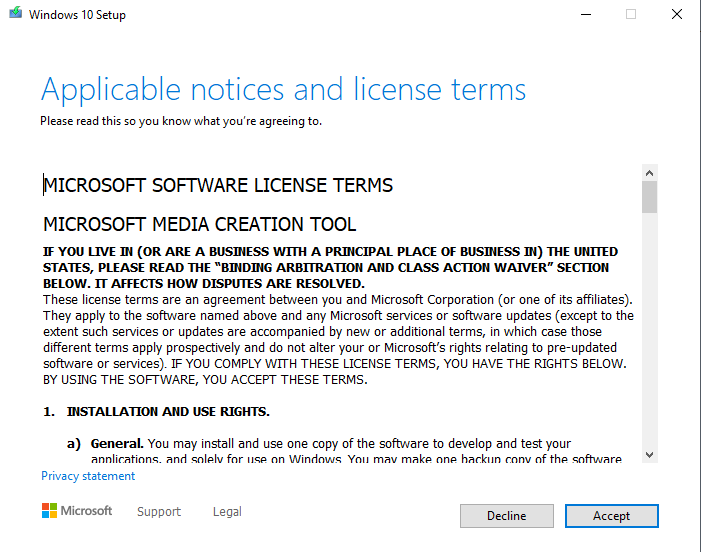 Windows 10 Setup
Applicable notices and license terms
Please read this so you know what you're agreeing to.
MICROSOFT SOFTWARE LICENSE TERMS
MICROSOFT MEDIA CREATION TOOL
IF YOU LIVE IN (OR ARE A BUSINESS WITH A PRINCIPAL PLACE OF BUSINESS IN) THE UNITED
STATES, PLEASE READ THE “BINDING ARBITRATION AND CLASS ACTION WAIVER” SECTION
BELOW. IT AFFECTS HOW DISPUTES ARE RESOLVED.
These license terms are an agreement between you and Microsoft Corporation (or one of its affiliates).
They apply to the software named above and any Microsoft services or software updates (except to the
extent such services or updates are accompanied by new or additional terms, in which case those
different terms apply prospectively and do not alter your or Microsoft’s rights relating to pre-updated
software or services). IF YOU COMPLY WITH THESE LICENSE TERMS, YOU HAVE THE RIGHTS BELOW.
BY USING THE SOFTWARE, YOU ACCEPT THESE TERMS.
1. INSTALLATION AND USE RIGHTS.
a) General. You may install and use one copy of the software to develop and test your
applications, and solely for use on Windows. You may make one backup copy of the software
Privacy statement
Microsoft Support Legal
Decline Accept